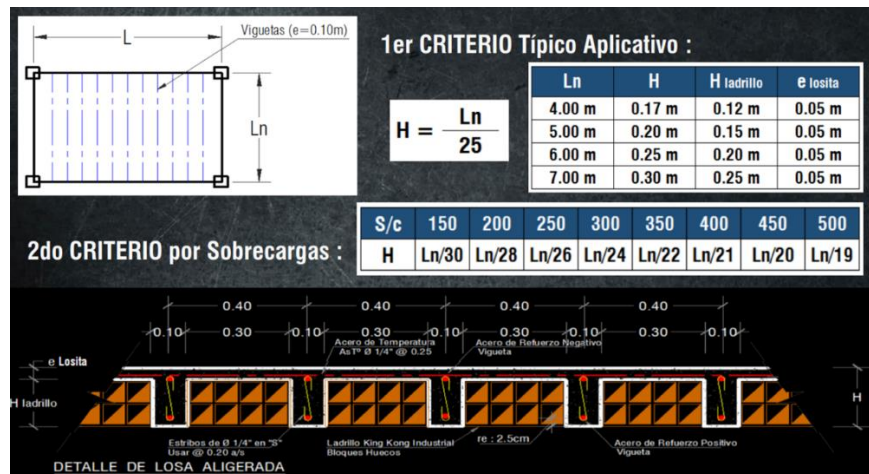 L
Viguetas (e=0.10m)
Ln
1er CRITERIO Típico Aplicativo :
H = Ln
25
Ln H H ladrillo e losita
4.00 m 0.17 m 0.12 m 0.05 m
5.00 m 0.20 m 0.15 m 0.05 m
6.00 m 0.25 m 0.20 m 0.05 m
7.00 m 0.30 m 0.25 m 0.05 m
2do CRITERIO por Sobrecargas :
S/c 150 200 250 300 350 400 450 500
H Ln/30 Ln/28 Ln/26 Ln/24 Ln/22 Ln/21 Ln/20 Ln/19
0.40 0.40 0.40 0.40
0.10 0.30 0.10 0.30 0.10 0.30 0.10 0.30 0.10
Acero de Temperatura
AsTº Ø 1/4" @ 0.25
Acero de Refuerzo Negativo
Vigueta
e Losita
H ladrillo
H
Estribos de Ø 1/4" en "S"
Usar @ 0.20 a/s
Ladrillo King Kong Industrial
Bloques Huecos
re : 2.5cm
Acero de Refuerzo Positivo
Vigueta
DETALLE DE LOSA ALIGERADA